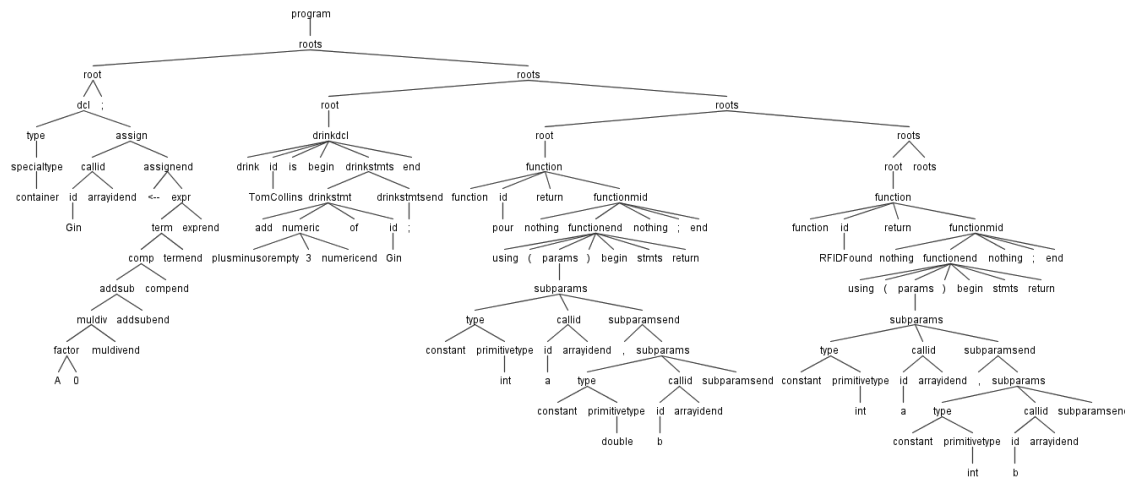 program
roots
root roots
dcl ; root roots
type assign drinkdcl root roots
specialtype callid assignend drink id is begin drinkstmts end function root roots
container id arrayidend <-- expr TomCollins drinkstmt drinkstmtsend function id return functionmid function
Gin term exprend add numeric of id ; pour nothing functionend nothing ; end function id return functionmid
comp termend plusminusorempty 3 numericend Gin using ( params ) begin stmts return RFIDFound nothing functionend nothing ; end
addsub compend subparams using ( params ) begin stmts return
muldiv addsubend type callid subparamsend subparams
factor muldivend constant primitivetype id arrayidend , subparams type callid subparamsend
A 0 int a type callid subparamsend constant primitivetype id arrayidend , subparams
constant primitivetype id arrayidend int a type callid subparamsend
double b constant primitivetype id arrayidend
int b